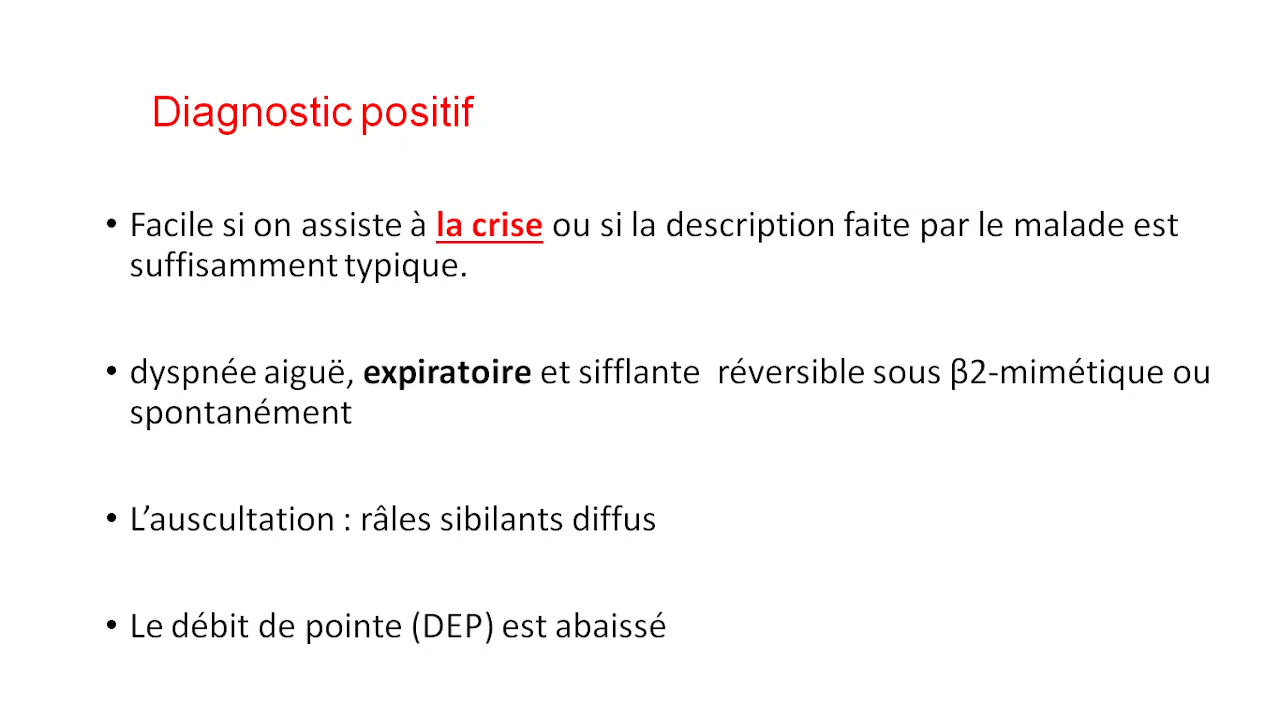 Diagnostic positif
• Facile si on assiste à la crise ou si la description faite par le malade est
suffisamment typique.
• dyspnée aiguë, expiratoire et sifflante réversible sous β2-mimétique ou
spontanément
• L’auscultation : râles sibilants diffus
• Le débit de pointe (DEP) est abaissé